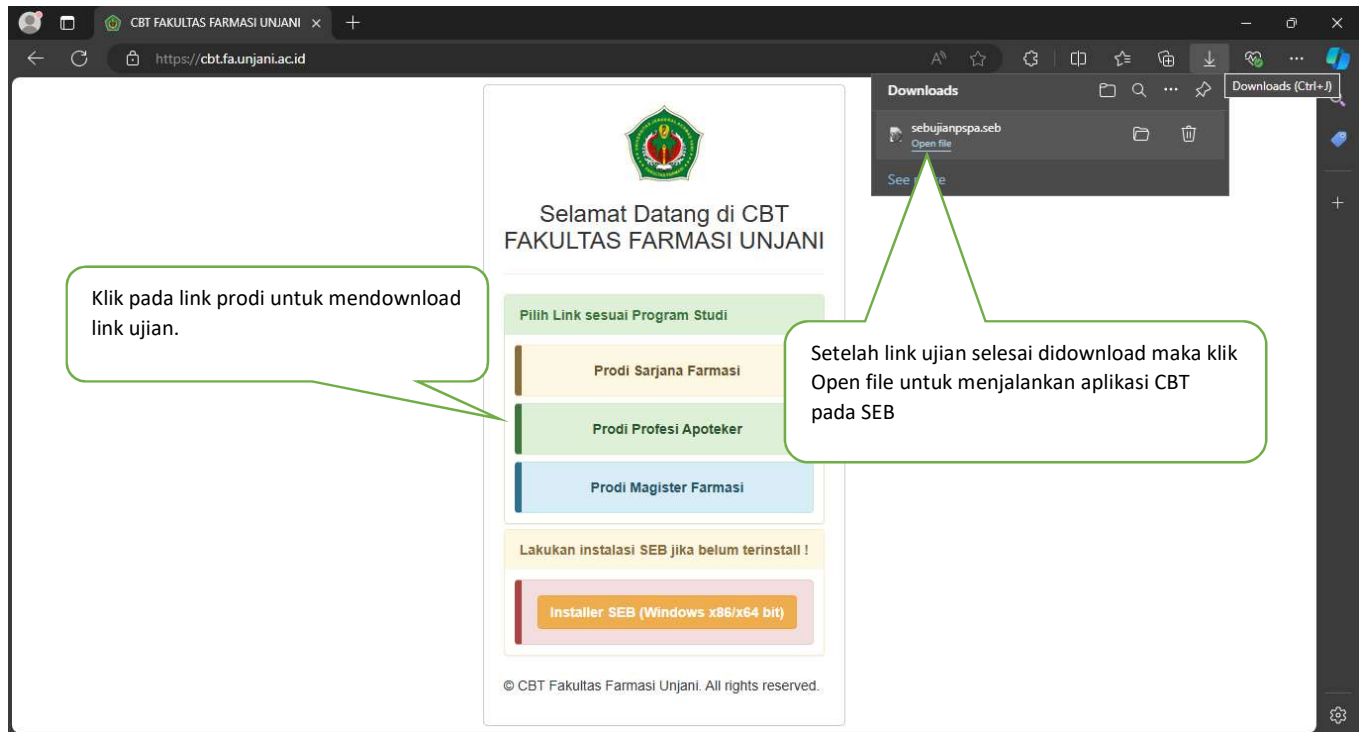 CBT FAKULTAS FARMASI UNJANI
https://cbt.fa.unjani.ac.id
Downloads
Downloads (Ctrl+J)
sebujianpspa.seb
Open file
Selamat Datang di CBT
FAKULTAS FARMASI UNJANI
Klik pada link prodi untuk mendownload
link ujian.
Pilih Link sesuai Program Studi
Prodi Sarjana Farmasi
Prodi Profesi Apoteker
Prodi Magister Farmasi
Setelah link ujian selesai didownload maka klik
Open file untuk menjalankan aplikasi CBT
pada SEB
Lakukan instalasi SEB jika belum terinstall !
Installer SEB (Windows x86/x64 bit)
© CBT Fakultas Farmasi Unjani. All rights reserved.